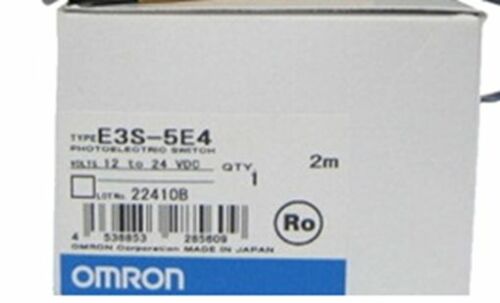 TYPE E3S-5E4
PHOTOELECTRIC SWITCH
VOLTS 12 to 24 VDC QTY 2m
1
LOT No. 22410B
4 538853 285609
Ro
OMRON Corporation MADE IN JAPAN
OMRON